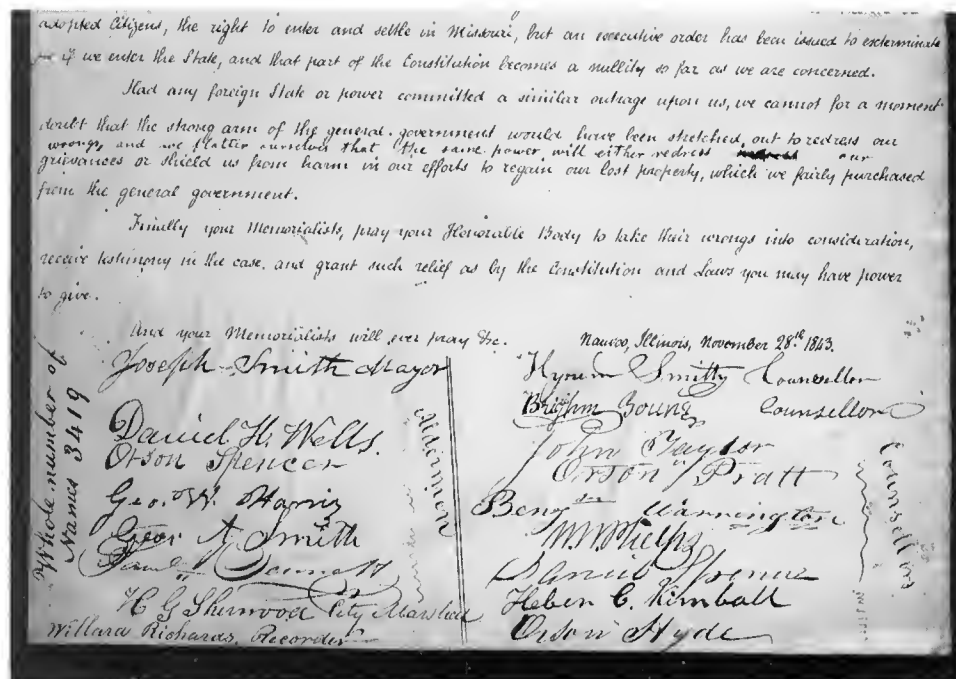 adopted Citizens, the right to enter and settle in Missouri, but an executive order has been issued to exterminate
us if we enter the State, and that part of the Constitution becomes a nullity so far as we are concerned.
Had any foreign State or power committed a similar outrage upon us, we cannot for a moment
doubt that the strong arm of the general government would have been stretched out to redress our
wrongs, and we flatter ourselves that the same power will either redress our
grievances or shield us from harm in our efforts to regain our lost property, which we fairly purchased
from the general government.
Finally your Memorialists, pray your Honorable Body to take their wrongs into consideration,
receive testimony in the case, and grant such relief as by the Constitution and Laws you may have power
to give.
And your Memorialists will ever pray &c.
Nauvoo, Illinois, November 28th. 1843.
Whole number of
Names 3419
Joseph Smith Mayor
Daniel H. Wells.
Orson Spencer
Geo. W. Harris
Geor A Smith
Bennett
H G Sherwood City Marshal
Willard Richards, Recorder
Aldermen
Hyrum Smith Counsellor
Brigham Young Counsellor
John Taylor
Orson Pratt
Benjn Warrington
W. W. Phelps
Heber C. Kimball
Orson Hyde
Counsellors